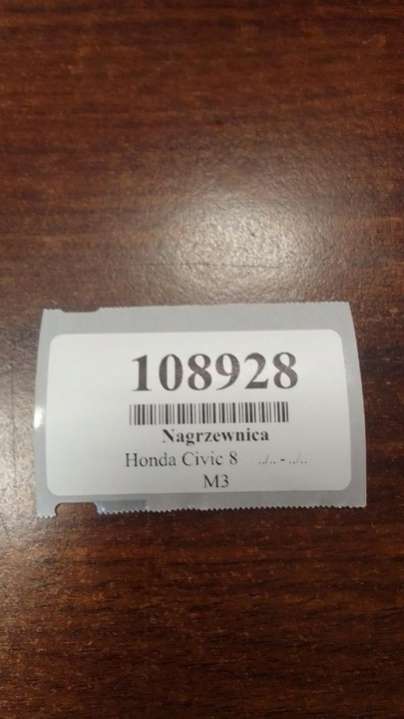 108928
Nagrzewnica
Honda Civic 8 ../.. - ../..
M3